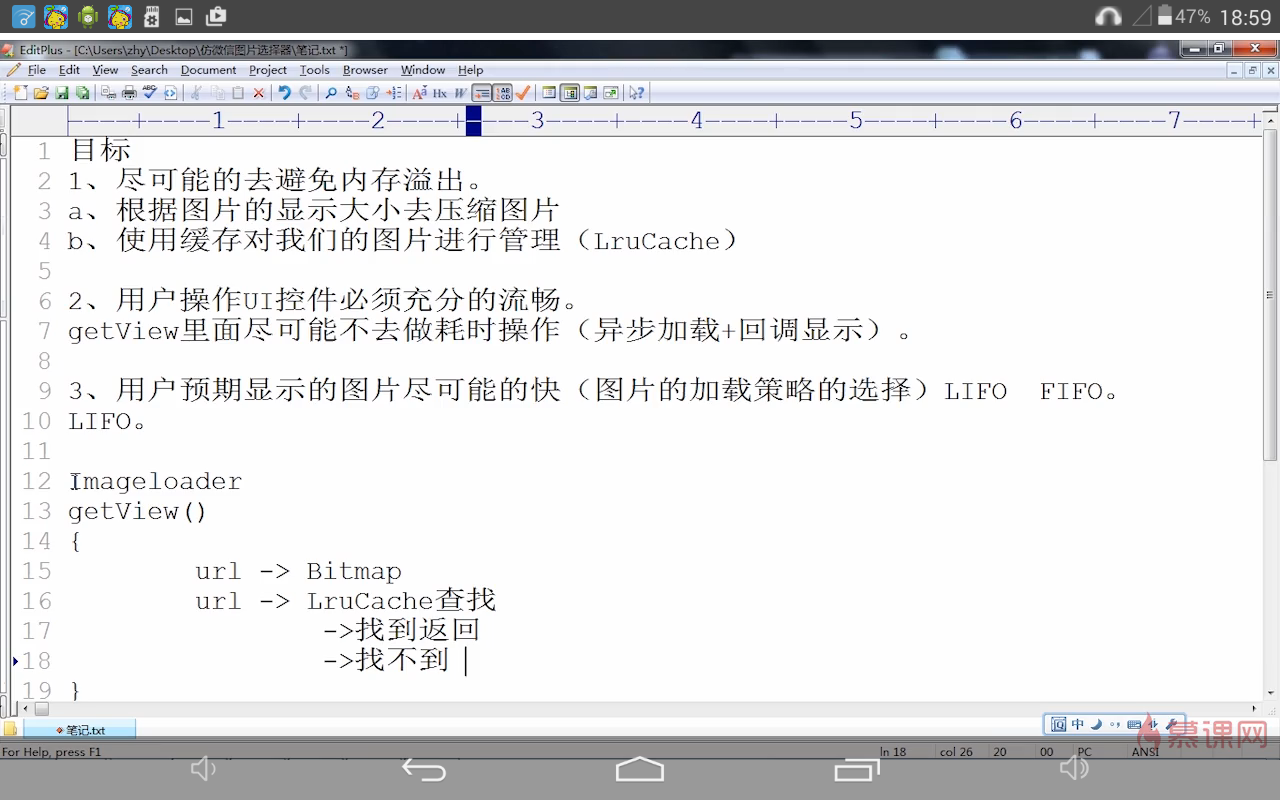 47% 18:59
EditPlus - [C:\Users\zhy\Desktop\仿微信图片选择器\笔记.txt *]
File Edit View Search Document Project Tools Browser Window Help
----+----1----+----2----+----3----+----4----+----5----+----6----+----7----+
1 目标
2 1、尽可能的去避免内存溢出。
3 a、根据图片的显示大小去压缩图片
4 b、使用缓存对我们的图片进行管理（LruCache）
5
6 2、用户操作UI控件必须充分的流畅。
7 getView里面尽可能不去做耗时操作（异步加载+回调显示）。
8
9 3、用户预期显示的图片尽可能的快（图片的加载策略的选择）LIFO FIFO。
10 LIFO。
11
12 Imageloader
13 getView()
14 {
15 url -> Bitmap
16 url -> LruCache查找
17 ->找到返回
18 ->找不到
19 }
笔记.txt
中
慕课网
For Help, press F1 ln 18 col 26 20 00 PC ANSI